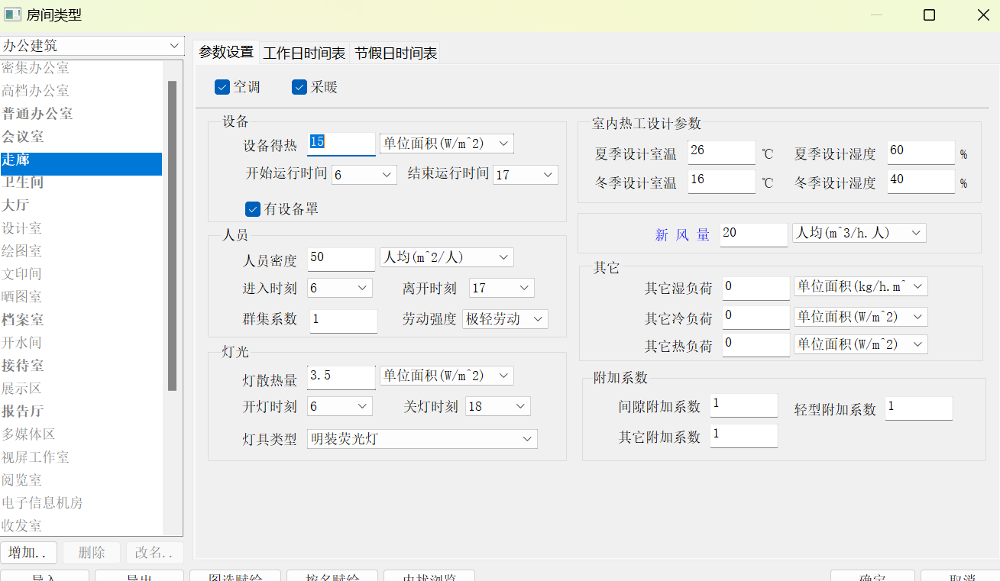 房间类型
办公建筑
密集办公室
高档办公室
普通办公室
会议室
走廊
卫生间
大厅
设计室
绘图室
文印间
晒图室
档案室
开水间
接待室
展示区
报告厅
多媒体区
视屏工作室
阅览室
电子信息机房
收发室
增加.. 删除 改名..
参数设置 工作日时间表 节假日时间表
空调 采暖
设备
设备得热 15 单位面积(W/m^2)
开始运行时间 6 结束运行时间 17
有设备罩
人员
人员密度 50 人均(m^2/人)
进入时刻 6 离开时刻 17
群集系数 1 劳动强度 极轻劳动
灯光
灯散热量 3.5 单位面积(W/m^2)
开灯时刻 6 关灯时刻 18
灯具类型 明装荧光灯
室内热工设计参数
夏季设计室温 26 ℃ 夏季设计湿度 60 %
冬季设计室温 16 ℃ 冬季设计湿度 40 %
新 风 量 20 人均(m^3/h.人)
其它
其它湿负荷 0 单位面积(kg/h.m^
其它冷负荷 0 单位面积(W/m^2)
其它热负荷 0 单位面积(W/m^2)
附加系数
间隙附加系数 1 轻型附加系数 1
其它附加系数 1
导入 导出 图选赋给 按名赋给 内扰浏览 确定 取消